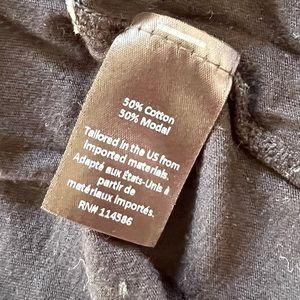 50% Cotton
50% Modal
Tailored in the US from
imported materials.
Adapté aux États-Unis à
partir de
matériaux importés.
RN# 114586